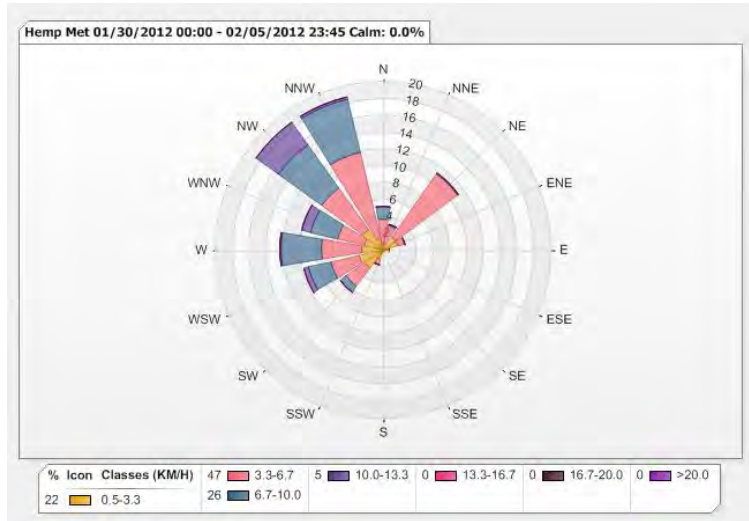 Hemp Met 01/30/2012 00:00 - 02/05/2012 23:45 Calm: 0.0%
N
NNE
NE
ENE
E
ESE
SE
SSE
S
SSW
SW
WSW
W
WNW
NW
NNW
20
18
16
14
12
10
8
6
4
% Icon Classes (KM/H)
22 0.5-3.3
47 3.3-6.7
26 6.7-10.0
5 10.0-13.3
0 13.3-16.7
0 16.7-20.0
0 >20.0